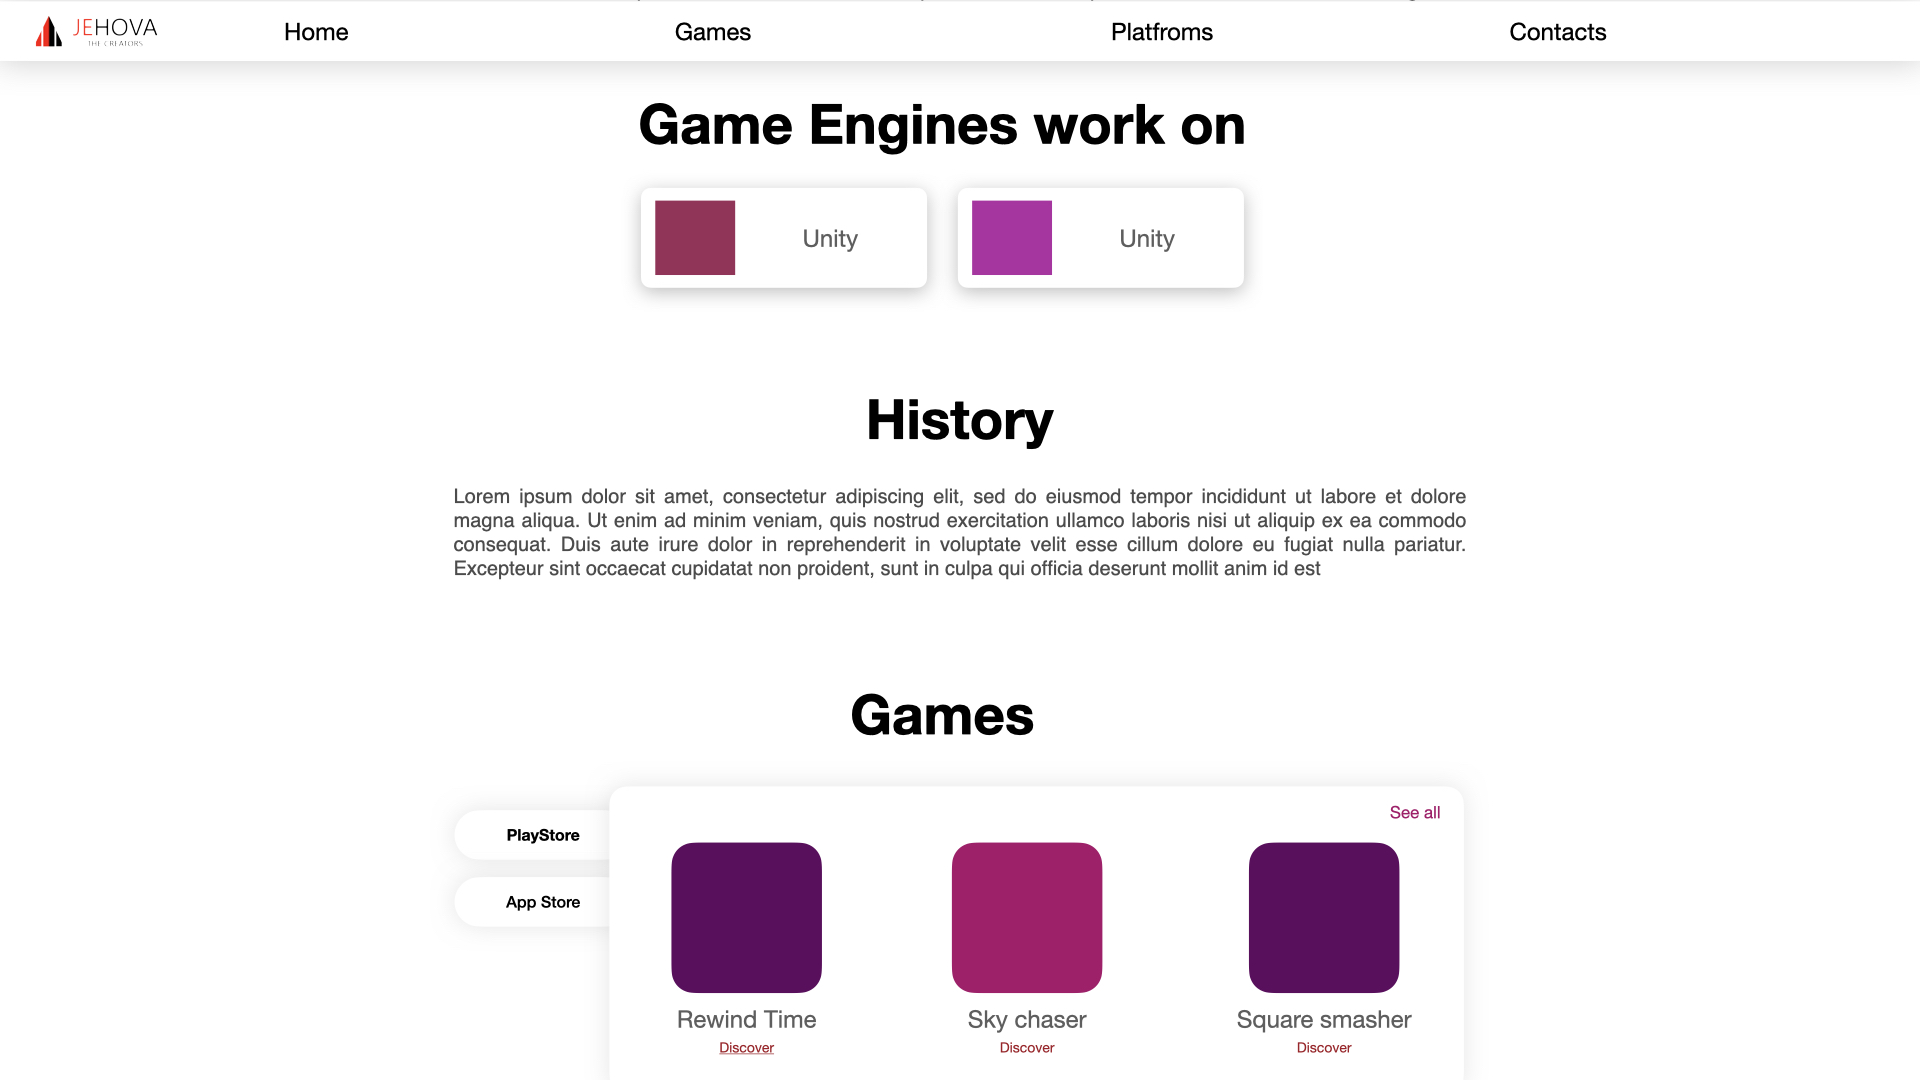 JEHOVA
THE CREATORS
Home
Games
Platfroms
Contacts
Game Engines work on
Unity
Unity
History
Lorem ipsum dolor sit amet, consectetur adipiscing elit, sed do eiusmod tempor incididunt ut labore et dolore
magna aliqua. Ut enim ad minim veniam, quis nostrud exercitation ullamco laboris nisi ut aliquip ex ea commodo
consequat. Duis aute irure dolor in reprehenderit in voluptate velit esse cillum dolore eu fugiat nulla pariatur.
Excepteur sint occaecat cupidatat non proident, sunt in culpa qui officia deserunt mollit anim id est
Games
PlayStore
App Store
See all
Rewind Time
Discover
Sky chaser
Discover
Square smasher
Discover